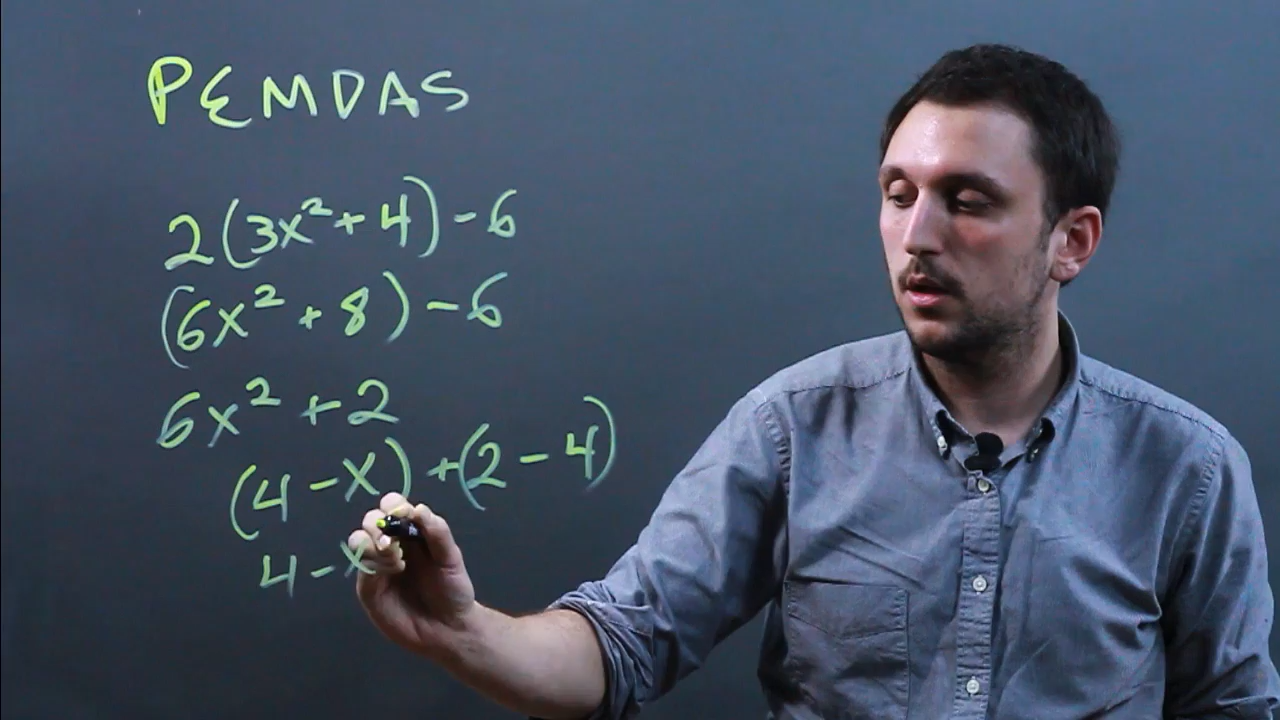 PEMDAS
2(3x² + 4) - 6
(6x² + 8) - 6
6x² + 2
(4 - x) + (2 - 4)
4 - x